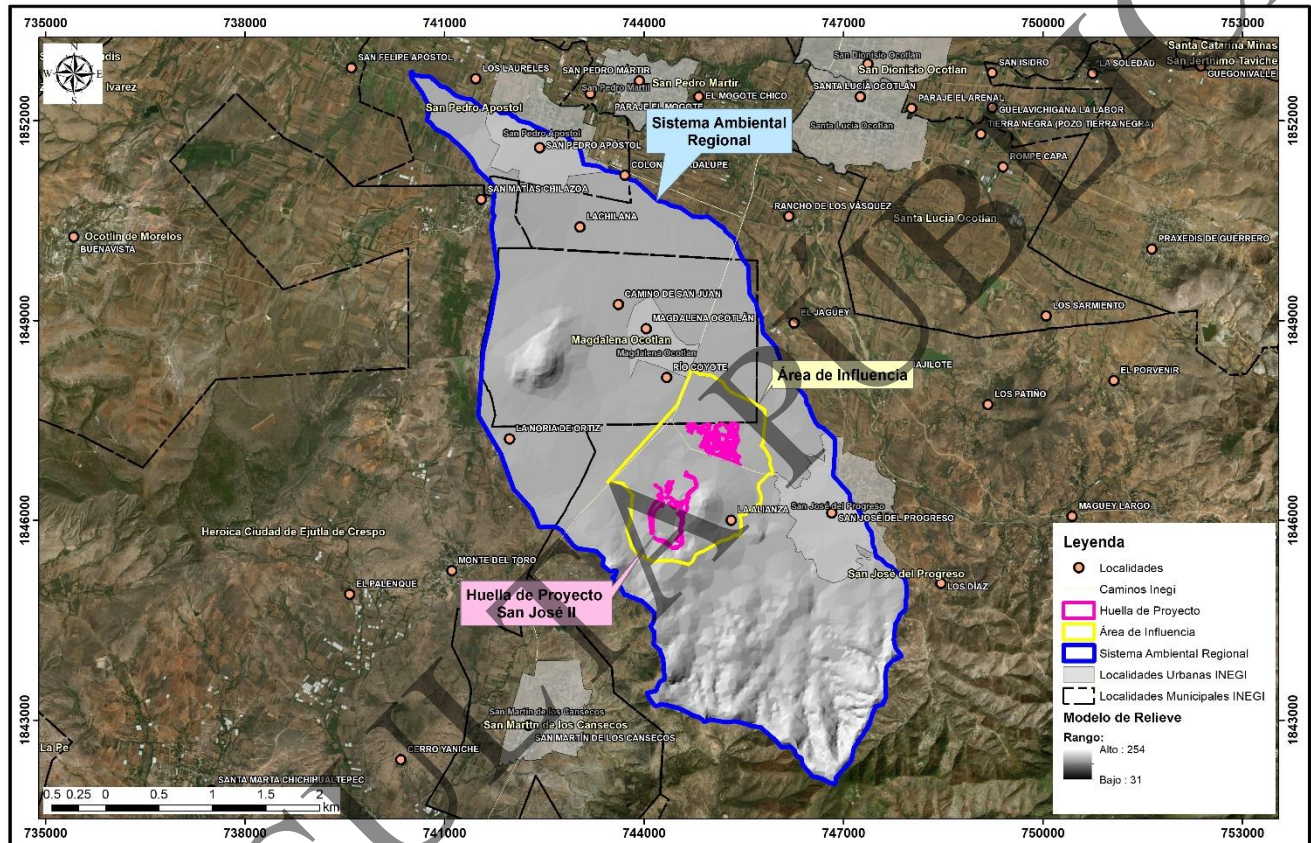 735000 738000 741000 744000 747000 750000 753000
N
W E
S
SAN FELIPE APÓSTOL
LOS LAURELES
SAN PEDRO MÁRTIR
San Pedro Martir
San Pedro Martir
EL MOGOTE CHICO
PARAJE EL MOGOTE
San Dionisio Ocotlan
San Dionisio Ocotlan
SANTA LUCÍA OCOTLÁN
Santa Lucia Ocotlan
PARAJE EL ARENAL
SAN ISIDRO
LA SOLEDAD
Santa Catarina Minas
San Jerónimo Taviche
GUEGONIVALLE
GUELAVICHIGANA LA LABOR
TIERRA NEGRA (POZO TIERRA NEGRA)
ROMPE CAPA
1852000
1852000
San Pedro Apostol
San Pedro Apostol
SAN PEDRO APÓSTOL
Sistema Ambiental
Regional
SAN MATÍAS CHILAZOA
LACHILANA
RANCHO DE LOS VÁSQUEZ
Santa Lucia Ocotlan
PRAXEDIS DE GUERRERO
Ocotlin de Morelos
BUENAVISTA
1849000
1849000
CAMINO DE SAN JUAN
MAGDALENA OCOTLÁN
Magdalena Ocotlan
Magdalena Ocotlan
RÍO COYOTE
EL JAGÜEY
LOS SARMIENTO
Área de Influencia
EL PORVENIR
LOS PATIÑO
LA NORIA DE ORTIZ
LA ALIANZA
San José del Progreso
SAN JOSÉ DEL PROGRESO
MAGUEY LARGO
1846000
1846000
Heroica Ciudad de Ejutla de Crespo
MONTE DEL TORO
EL PALENQUE
San José del Progreso
LOS DÍAZ
Huella de Proyecto
San José II
San Martín de los Cansecos
San Martín de los Cansecos
SAN MARTÍN DE LOS CANSECOS
1843000
1843000
La Pe
CERRO YANICHE
SANTA MARTA CHICHIHUALTEPEC
0.5 0.25 0 0.5 1 1.5 2
km
Leyenda
Localidades
Caminos Inegi
Huella de Proyecto
Área de Influencia
Sistema Ambiental Regional
Localidades Urbanas INEGI
Localidades Municipales INEGI
Modelo de Relieve
Rango:
Alto : 254
Bajo : 31
735000 738000 741000 744000 747000 750000 753000